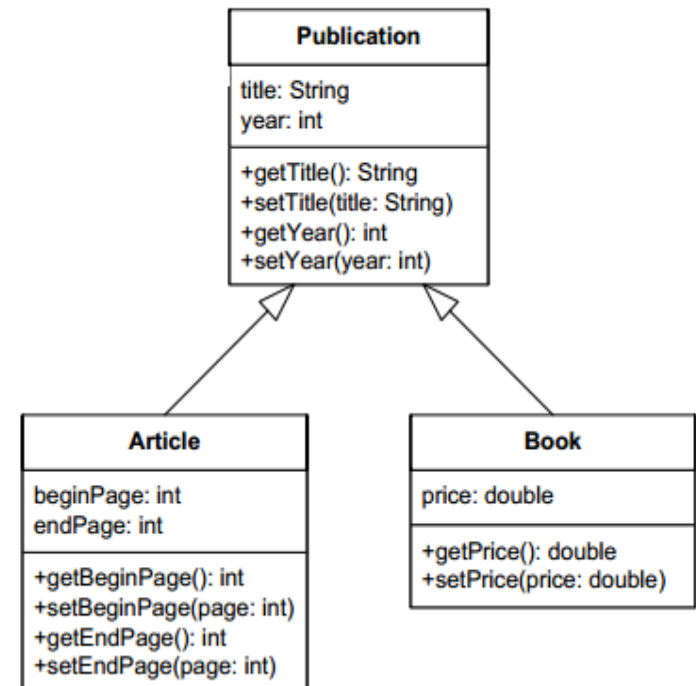 Publication
title: String
year: int
+getTitle(): String
+setTitle(title: String)
+getYear(): int
+setYear(year: int)
Article
beginPage: int
endPage: int
+getBeginPage(): int
+setBeginPage(page: int)
+getEndPage(): int
+setEndPage(page: int)
Book
price: double
+getPrice(): double
+setPrice(price: double)